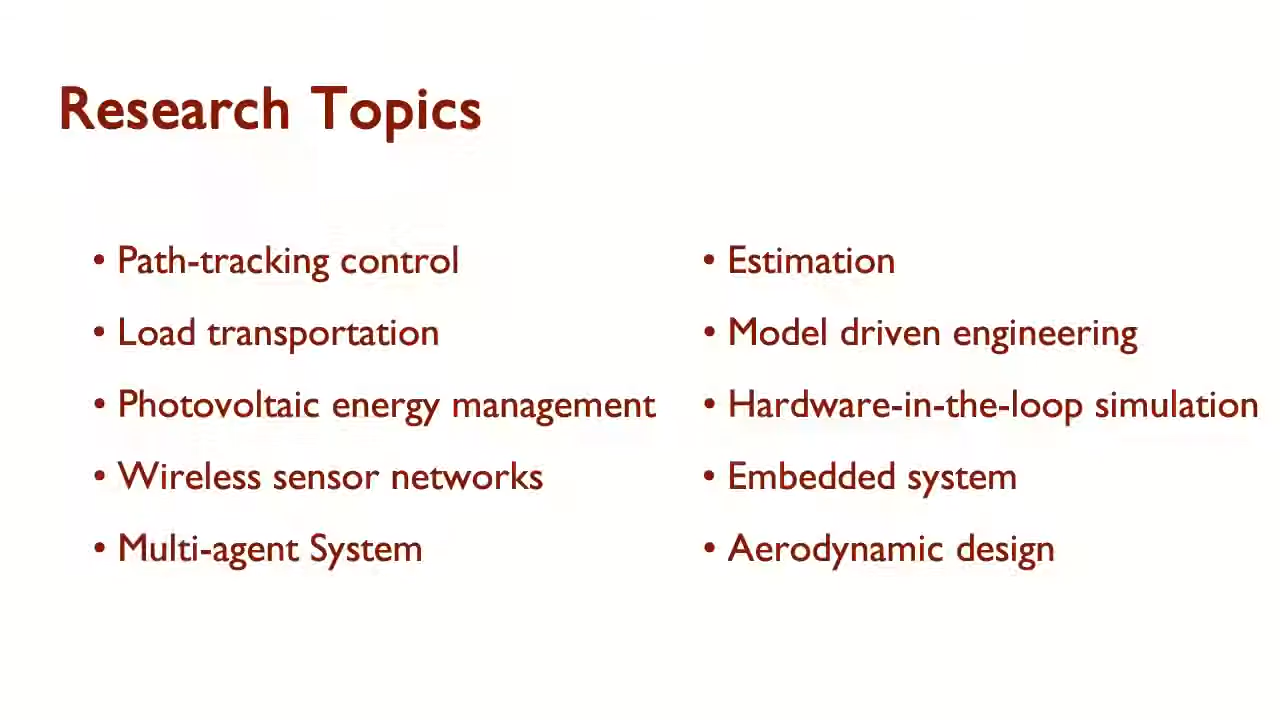 Research Topics
• Path-tracking control
• Load transportation
• Photovoltaic energy management
• Wireless sensor networks
• Multi-agent System
• Estimation
• Model driven engineering
• Hardware-in-the-loop simulation
• Embedded system
• Aerodynamic design